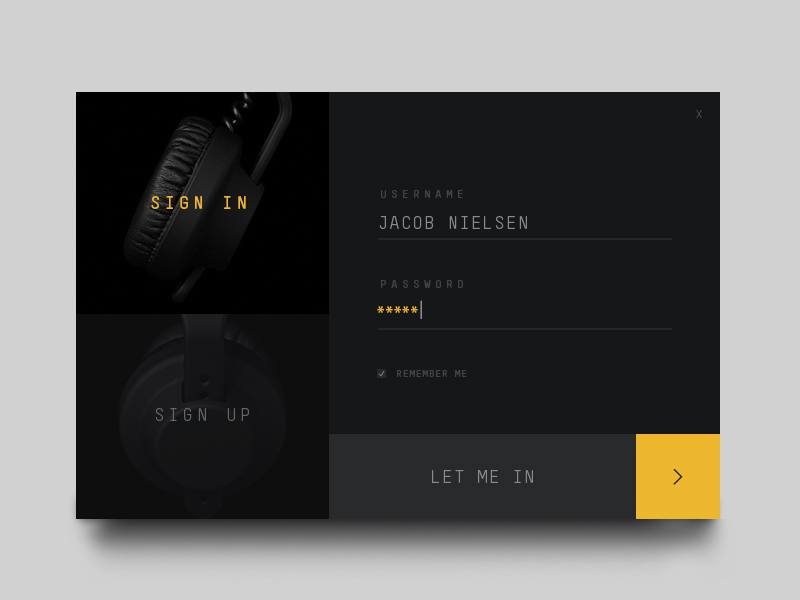 X
SIGN IN
USERNAME
JACOB NIELSEN
PASSWORD
*****
REMEMBER ME
SIGN UP
LET ME IN